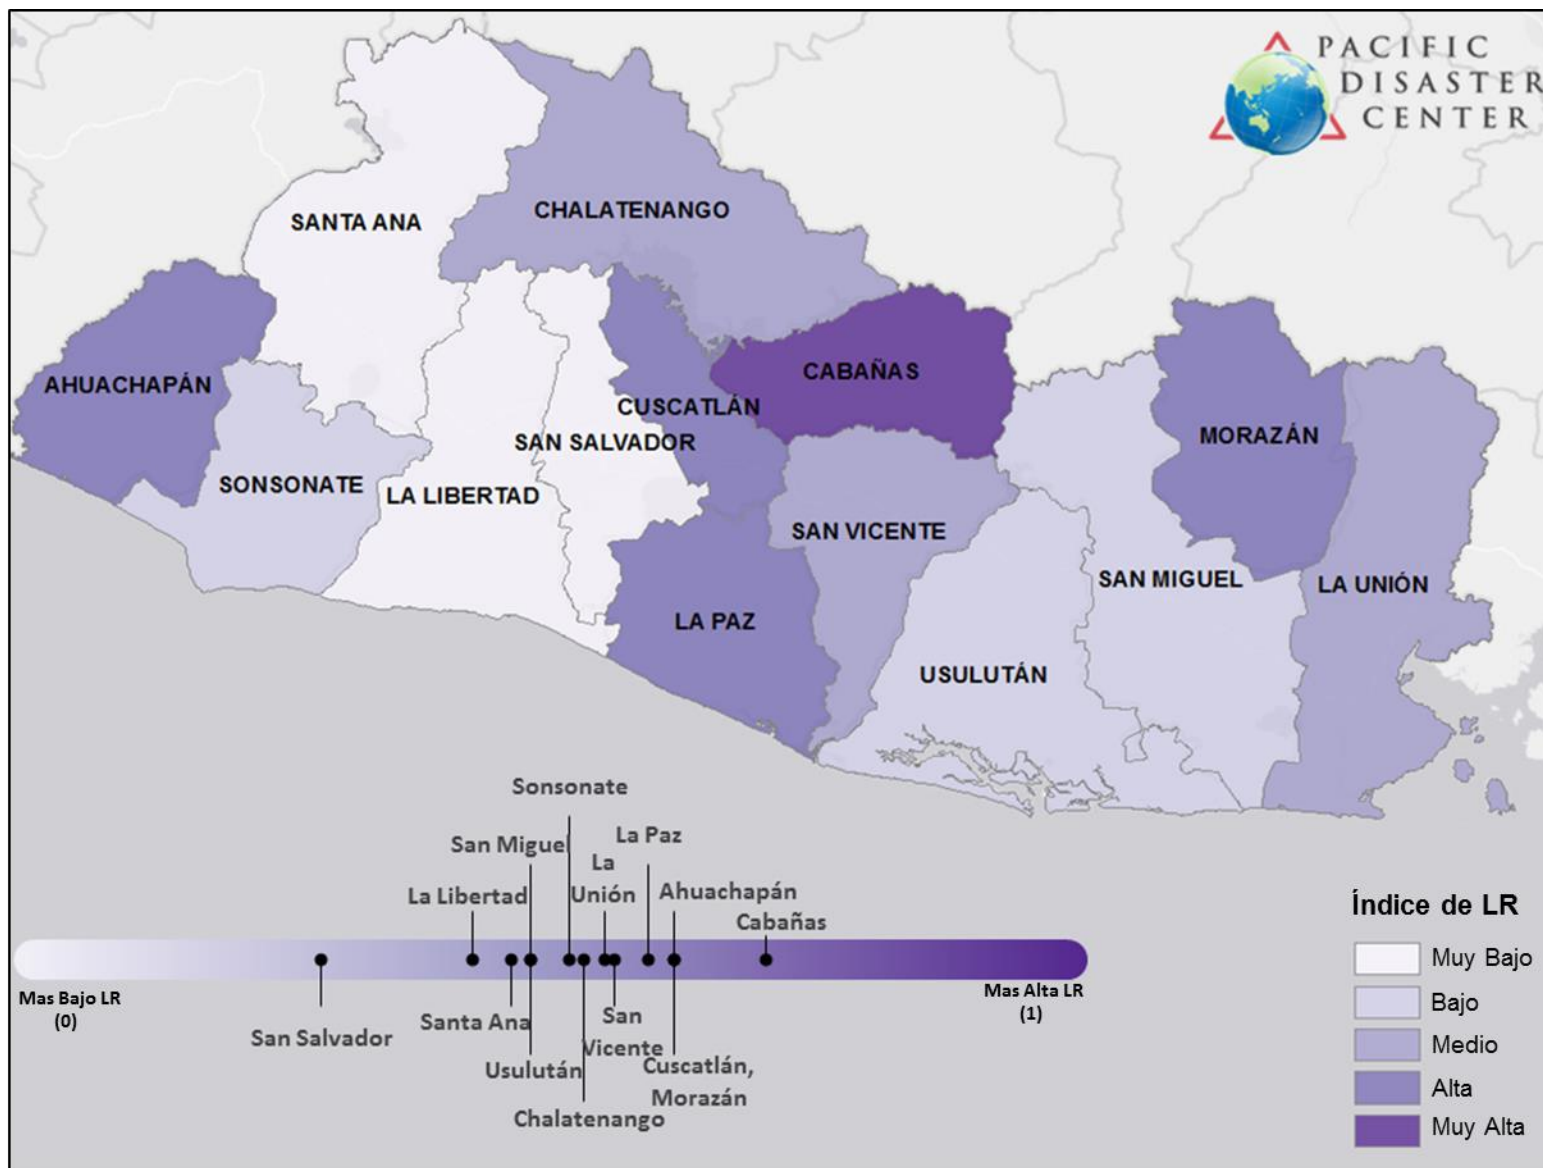 PACIFIC
DISASTER
CENTER
SANTA ANA
CHALATENANGO
AHUACHAPÁN
CABAÑAS
CUSCATLÁN
SAN SALVADOR
MORAZÁN
SONSONATE
LA LIBERTAD
SAN VICENTE
SAN MIGUEL
LA UNIÓN
LA PAZ
USULUTÁN
Sonsonate
San Miguel
La Paz
La
Unión
La Libertad
Ahuachapán
Cabañas
Mas Bajo LR
(0)
Mas Alta LR
(1)
San Salvador
Santa Ana
San
Vicente
Usulután
Cuscatlán,
Morazán
Chalatenango
Índice de LR
Muy Bajo
Bajo
Medio
Alta
Muy Alta